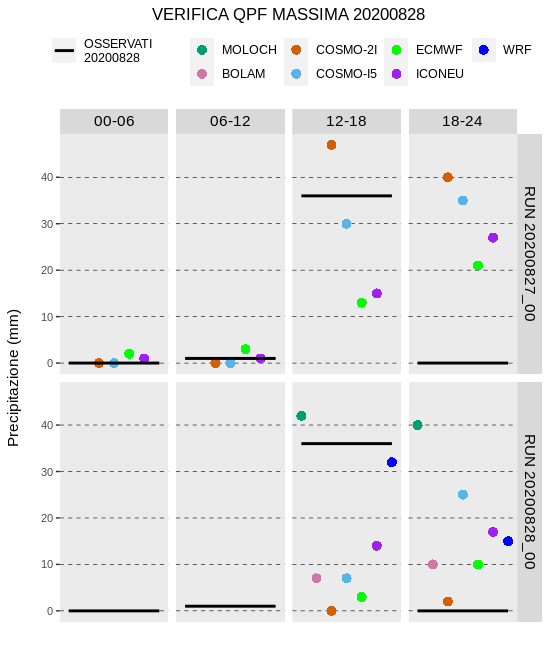 VERIFICA QPF MASSIMA 20200828
OSSERVATI
20200828
MOLOCH
COSMO-2I
ECMWF
WRF
BOLAM
COSMO-I5
ICONEU
00-06
06-12
12-18
18-24
Precipitazione (mm)
40
30
20
10
0
RUN 20200827_00
40
30
20
10
0
RUN 20200828_00